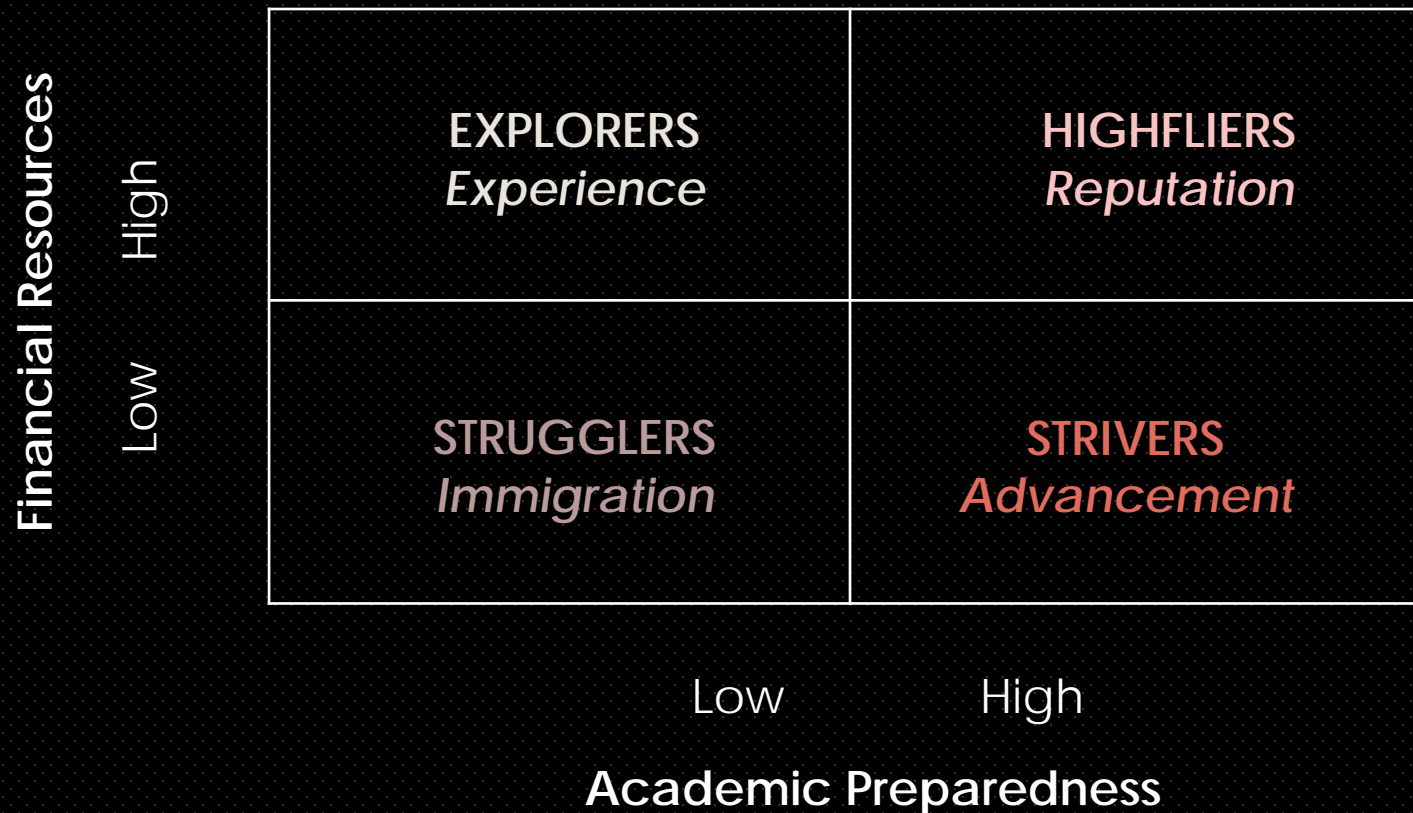 Financial Resources
High
Low
EXPLORERS
Experience
HIGHFLIERS
Reputation
STRUGGLERS
Immigration
STRIVERS
Advancement
Low
High
Academic Preparedness